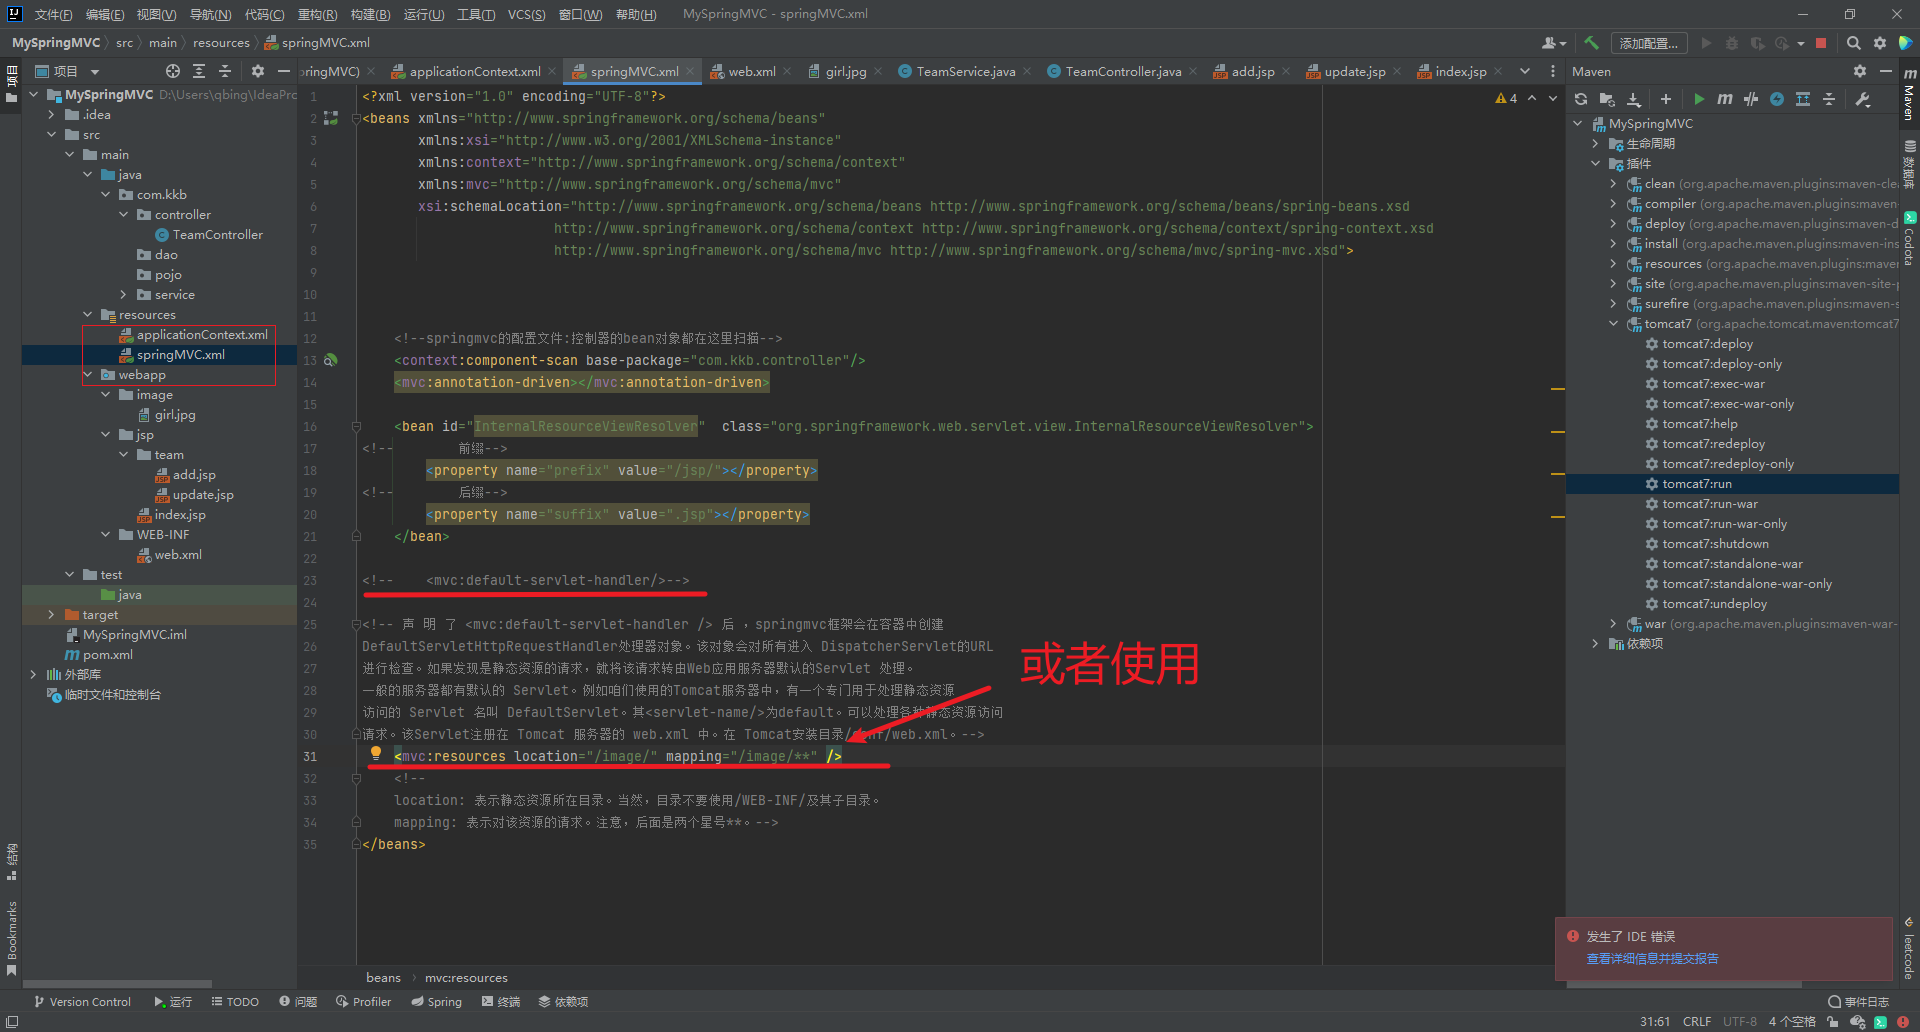 文件(F) 编辑(E) 视图(V) 导航(N) 代码(C) 重构(R) 构建(B) 运行(U) 工具(T) VCS(S) 窗口(W) 帮助(H) MySpringMVC - springMVC.xml
MySpringMVC src main resources springMVC.xml
添加配置...
项目
ringMVC) applicationContext.xml springMVC.xml web.xml girl.jpg TeamService.java TeamController.java add.jsp update.jsp index.jsp
Maven
项目
MySpringMVC D:\Users\qbing\IdeaPro
.idea
src
main
java
com.kkb
controller
TeamController
dao
pojo
service
resources
applicationContext.xml
springMVC.xml
webapp
image
girl.jpg
jsp
team
add.jsp
update.jsp
index.jsp
WEB-INF
web.xml
test
java
target
MySpringMVC.iml
pom.xml
外部库
临时文件和控制台
结构
Bookmarks
4
1 <?xml version="1.0" encoding="UTF-8"?>
2 <beans xmlns="http://www.springframework.org/schema/beans"
3 xmlns:xsi="http://www.w3.org/2001/XMLSchema-instance"
4 xmlns:context="http://www.springframework.org/schema/context"
5 xmlns:mvc="http://www.springframework.org/schema/mvc"
6 xsi:schemaLocation="http://www.springframework.org/schema/beans http://www.springframework.org/schema/beans/spring-beans.xsd
7 http://www.springframework.org/schema/context http://www.springframework.org/schema/context/spring-context.xsd
8 http://www.springframework.org/schema/mvc http://www.springframework.org/schema/mvc/spring-mvc.xsd">
9
10
11
12 <!--springmvc的配置文件:控制器的bean对象都在这里扫描-->
13 <context:component-scan base-package="com.kkb.controller"/>
14 <mvc:annotation-driven></mvc:annotation-driven>
15
16 <bean id="InternalResourceViewResolver" class="org.springframework.web.servlet.view.InternalResourceViewResolver">
17 <!-- 前缀-->
18 <property name="prefix" value="/jsp/"></property>
19 <!-- 后缀-->
20 <property name="suffix" value=".jsp"></property>
21 </bean>
22
23 <!-- <mvc:default-servlet-handler/>-->
24
25 <!-- 声 明 了 <mvc:default-servlet-handler /> 后 ，springmvc框架会在容器中创建
26 DefaultServletHttpRequestHandler处理器对象。该对象会对所有进入 DispatcherServlet的URL
27 进行检查。如果发现是静态资源的请求，就将该请求转由Web应用服务器默认的Servlet 处理。
28 一般的服务器都有默认的 Servlet。例如咱们使用的Tomcat服务器中，有一个专门用于处理静态资源
29 访问的 Servlet 名叫 DefaultServlet。其<servlet-name/>为default。可以处理各种静态资源访问
30 请求。该Servlet注册在 Tomcat 服务器的 web.xml 中。在 Tomcat安装目录/conf/web.xml。-->
31 <mvc:resources location="/image/" mapping="/image/**" />
32 <!--
33 location: 表示静态资源所在目录。当然，目录不要使用/WEB-INF/及其子目录。
34 mapping: 表示对该资源的请求。注意，后面是两个星号**。-->
35 </beans>
或者使用
beans mvc:resources
MySpringMVC
生命周期
插件
clean (org.apache.maven.plugins:maven-cle
compiler (org.apache.maven.plugins:maven-
deploy (org.apache.maven.plugins:maven-d
install (org.apache.maven.plugins:maven-ins
resources (org.apache.maven.plugins:maven
site (org.apache.maven.plugins:maven-site-p
surefire (org.apache.maven.plugins:maven-s
tomcat7 (org.apache.tomcat.maven:tomcat7
tomcat7:deploy
tomcat7:deploy-only
tomcat7:exec-war
tomcat7:exec-war-only
tomcat7:help
tomcat7:redeploy
tomcat7:redeploy-only
tomcat7:run
tomcat7:run-war
tomcat7:run-war-only
tomcat7:shutdown
tomcat7:standalone-war
tomcat7:standalone-war-only
tomcat7:undeploy
war (org.apache.maven.plugins:maven-war-
依赖项
Maven
数据库
Codota
leetcode
发生了 IDE 错误
查看详细信息并提交报告
Version Control 运行 TODO 问题 Profiler Spring 终端 依赖项 事件日志
31:61 CRLF UTF-8 4 个空格